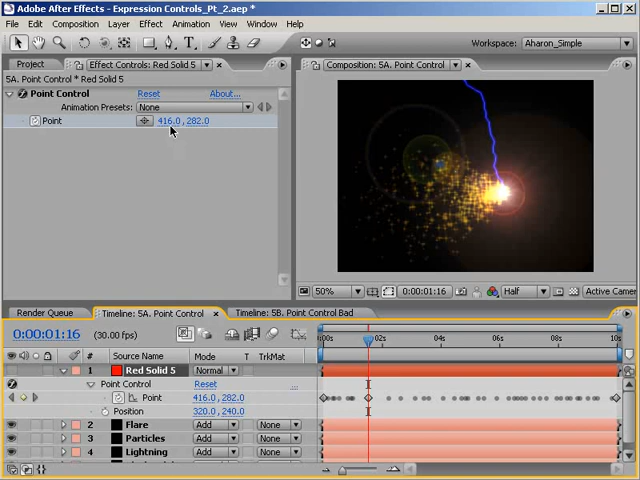 Adobe After Effects - Expression Controls_Pt_2.aep *
File Edit Composition Layer Effect Animation View Window Help
Workspace: Aharon_Simple
Project Effect Controls: Red Solid 5 Composition: 5A. Point Control
5A. Point Control * Red Solid 5
Point Control Reset About...
Animation Presets: None
Point 416.0, 282.0
50% 0:00:01:16 Half Active Camer
Render Queue Timeline: 5A. Point Control Timeline: 5B. Point Control Bad
0:00:01:16 (30.00 fps)
# Source Name Mode T TrkMat
02s 04s 06s 08s 10s
1 Red Solid 5 Normal
Point Control Reset
Point 416.0, 282.0
Position 320.0, 240.0
2 Flare Add None
3 Particles Add None
4 Lightning Add None